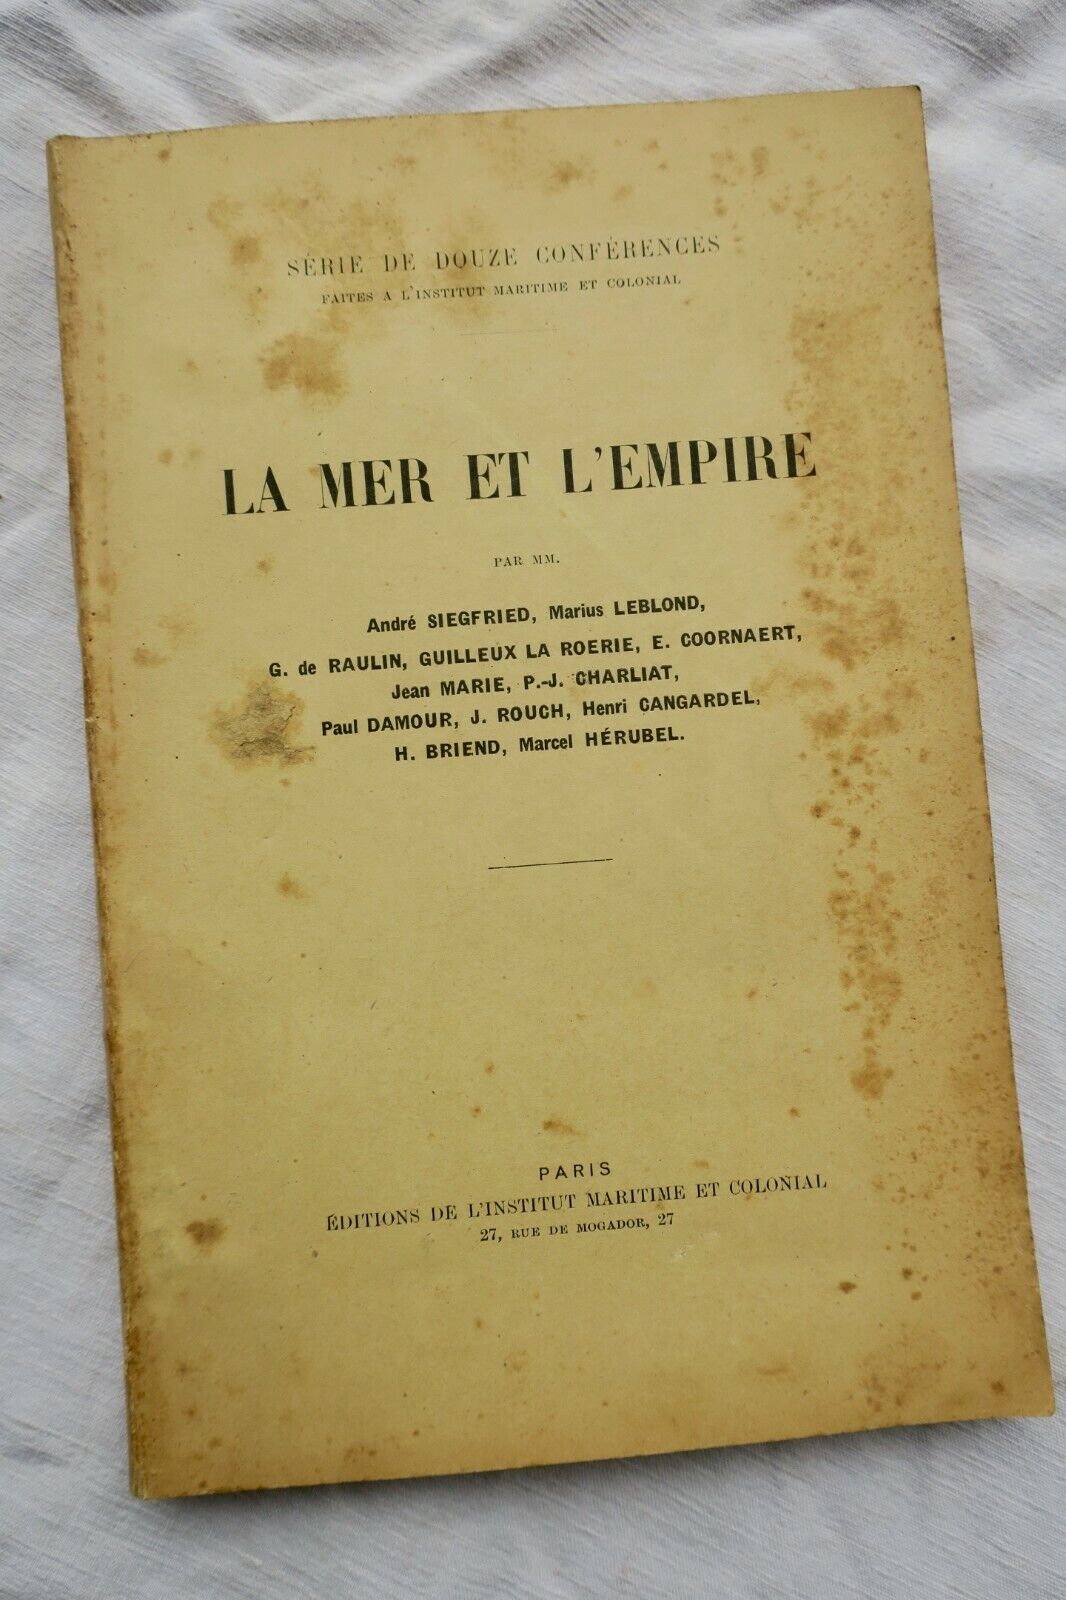 SÉRIE DE DOUZE CONFÉRENCES
FAITES A L'INSTITUT MARITIME ET COLONIAL
LA MER ET L'EMPIRE
PAR MM.
André SIEGFRIED, Marius LEBLOND,
G. de RAULIN, GUILLEUX LA ROERIE, E. COORNAERT,
Jean MARIE, P.-J. CHARLIAT,
Paul DAMOUR, J. ROUCH, Henri CANGARDEL,
H. BRIEND, Marcel HÉRUBEL.
PARIS
ÉDITIONS DE L'INSTITUT MARITIME ET COLONIAL
27, RUE DE MOGADOR, 27